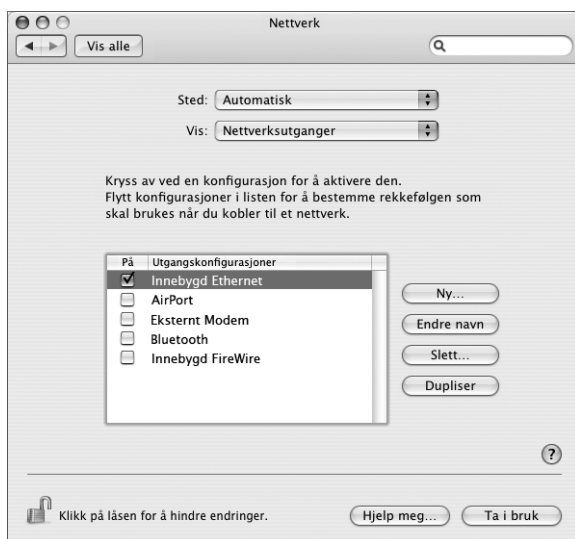 Nettverk
Vis alle
Sted: Automatisk
Vis: Nettverksutganger
Kryss av ved en konfigurasjon for å aktivere den.
Flytt konfigurasjoner i listen for å bestemme rekkefølgen som
skal brukes når du kobler til et nettverk.
På Utgangskonfigurasjoner
Innebygd Ethernet
AirPort
Eksternt Modem
Bluetooth
Innebygd FireWire
Ny...
Endre navn
Slett...
Dupliser
?
Klikk på låsen for å hindre endringer.
Hjelp meg... Ta i bruk